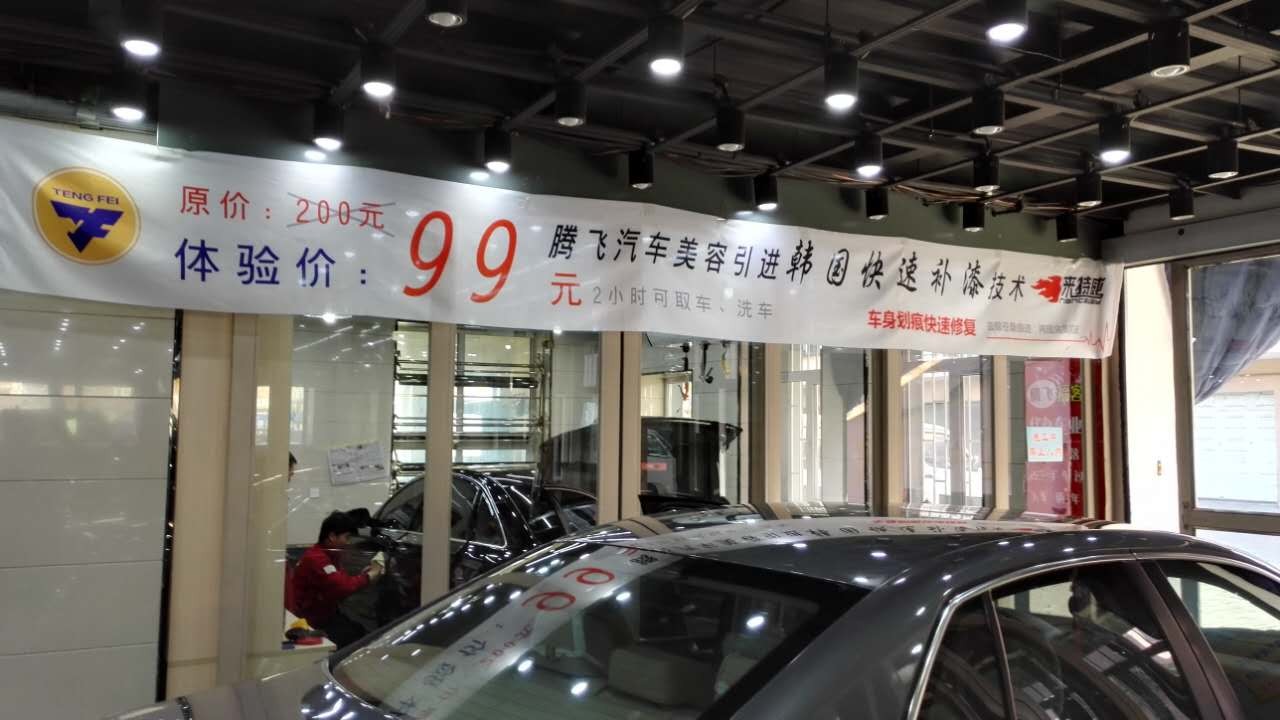 TENG FEI
原价：200元
体验价：99元
腾飞汽车美容引进韩国快速补漆技术
2小时可取车、洗车
车身划痕快速修复